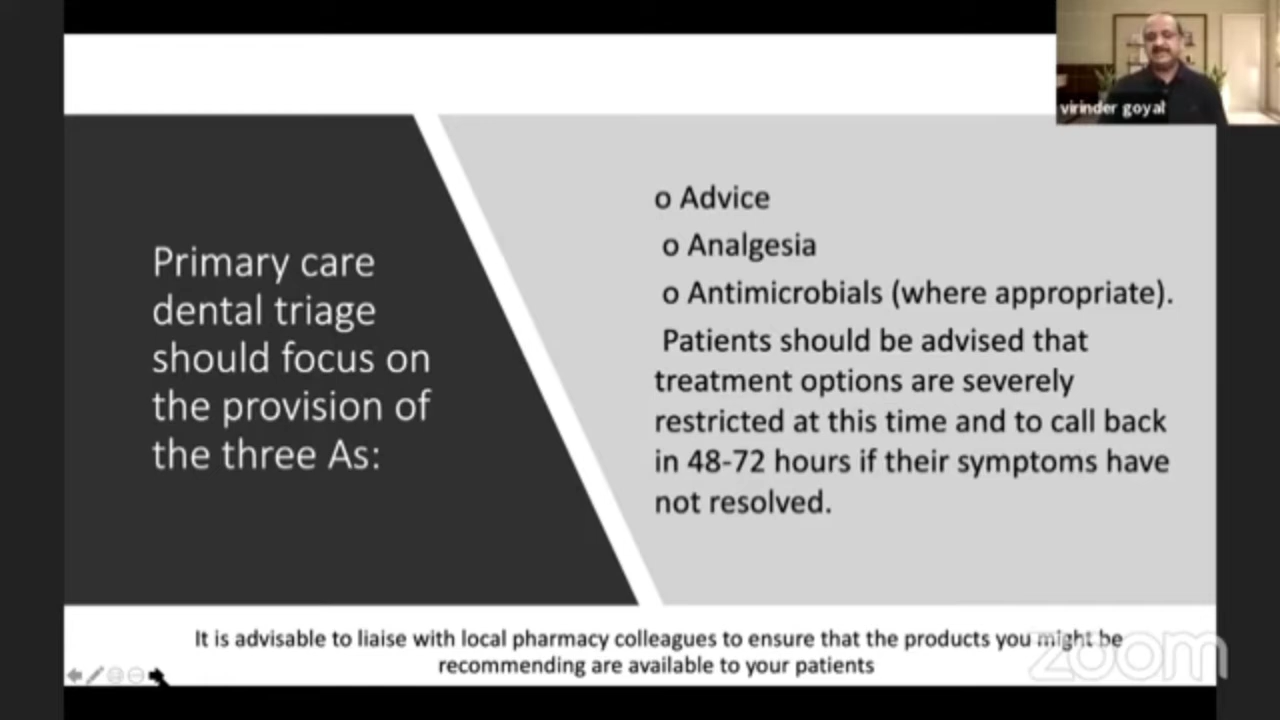 virinder goyal
Primary care
dental triage
should focus on
the provision of
the three As:
o Advice
o Analgesia
o Antimicrobials (where appropriate).
Patients should be advised that
treatment options are severely
restricted at this time and to call back
in 48-72 hours if their symptoms have
not resolved.
It is advisable to liaise with local pharmacy colleagues to ensure that the products you might be
recommending are available to your patients
zoom